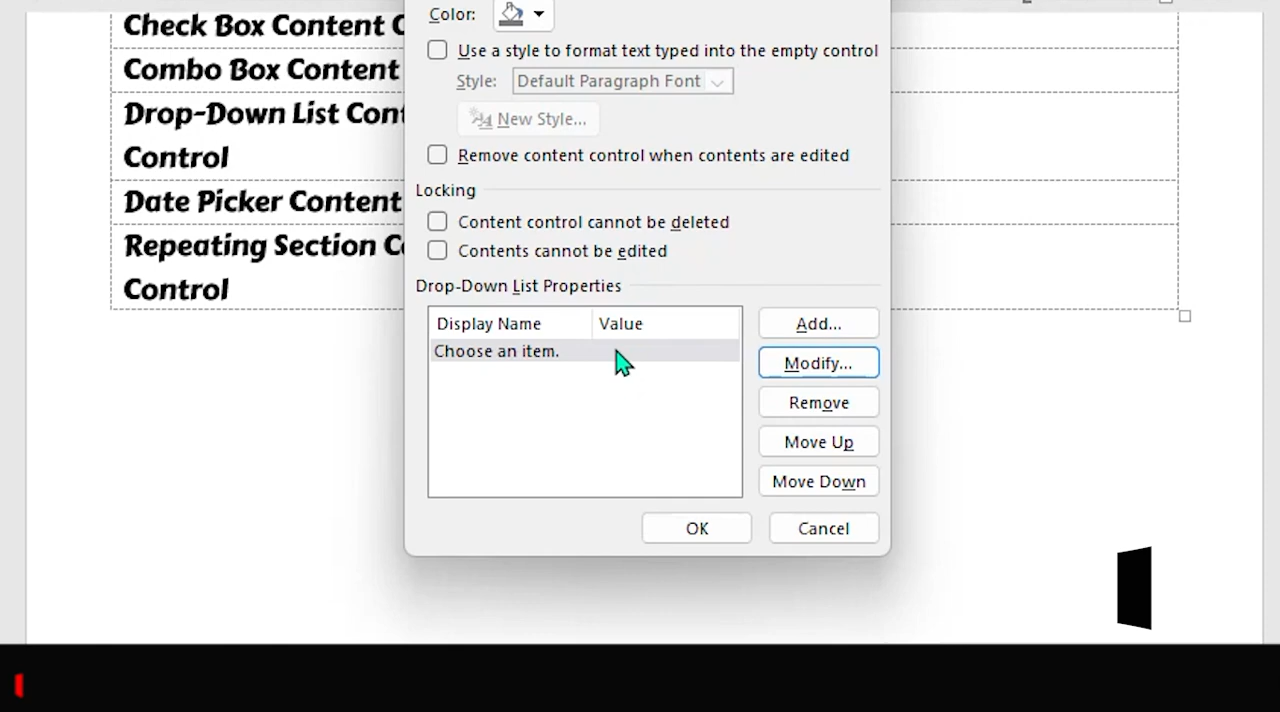 Color:
Check Box Content C
Use a style to format text typed into the empty control
Combo Box Content
Style: Default Paragraph Font
Drop-Down List Cont
New Style...
Control
Remove content control when contents are edited
Locking
Date Picker Content
Content control cannot be deleted
Repeating Section Co
Contents cannot be edited
Control
Drop-Down List Properties
Display Name Value Add...
Choose an item. Modify...
Remove
Move Up
Move Down
OK Cancel